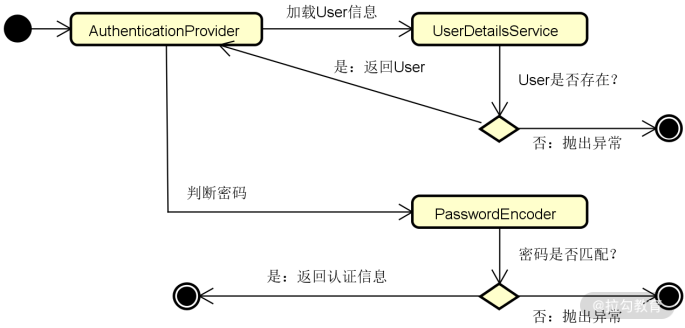 加载User信息
AuthenticationProvider
UserDetailsService
是：返回User
User是否存在？
否：抛出异常
判断密码
PasswordEncoder
密码是否匹配？
是：返回认证信息
@拉勾教育
否：抛出异常